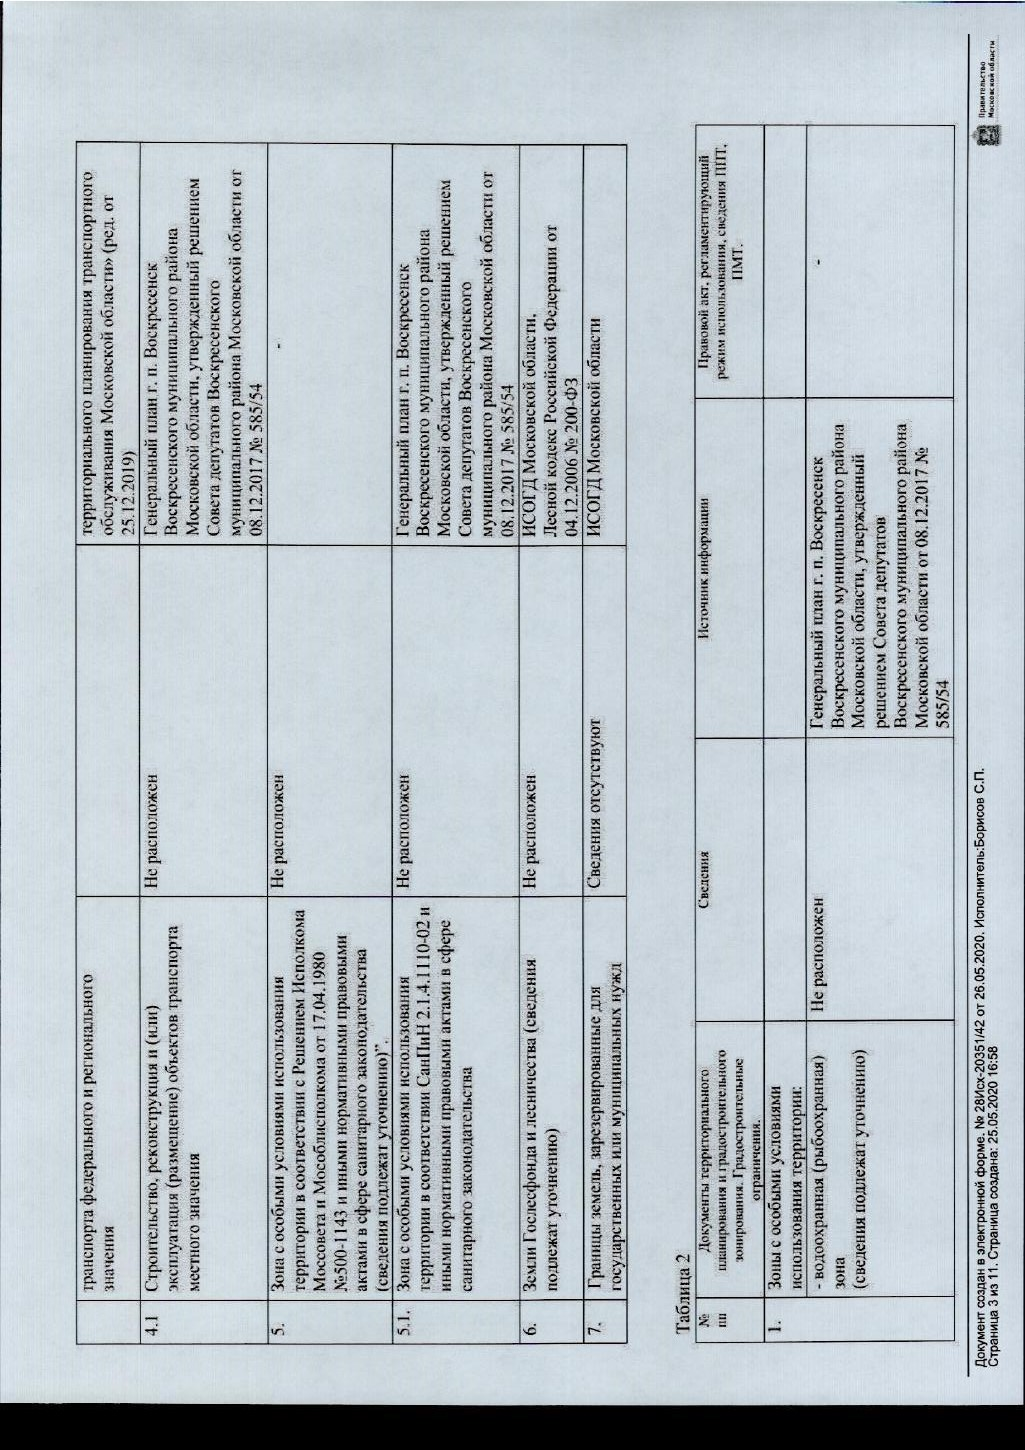 транспорта федерального и регионального
значения
территориального планирования транспортного
обслуживания Московской области» (ред. от
25.12.2019)
4.1
Строительство, реконструкция и (или)
эксплуатация (размещение) объектов транспорта
местного значения
Не расположен
Генеральный план г. п. Воскресенск
Воскресенского муниципального района
Московской области, утвержденный решением
Совета депутатов Воскресенского
муниципального района Московской области от
08.12.2017 № 585/54
5.
Зона с особыми условиями использования
территории в соответствии с Решением Исполкома
Моссовета и Мособлисполкома от 17.04.1980
№500-1143 и иными нормативными правовыми
актами в сфере санитарного законодательства
(сведения подлежат уточнению)".
Не расположен
-
5.1.
Зона с особыми условиями использования
территории в соответствии СанПиН 2.1.4.1110-02 и
иными нормативными правовыми актами в сфере
санитарного законодательства
Не расположен
Генеральный план г. п. Воскресенск
Воскресенского муниципального района
Московской области, утвержденный решением
Совета депутатов Воскресенского
муниципального района Московской области от
08.12.2017 № 585/54
6.
Земли Гослесфонда и лесничества (сведения
подлежат уточнению)
Не расположен
ИСОГД Московской области,
Лесной кодекс Российской Федерации от
04.12.2006 № 200-ФЗ
7.
Границы земель, зарезервированные для
государственных или муниципальных нужд
Сведения отсутствуют
ИСОГД Московской области
Таблица 2
№
пп
Документы территориального
планирования и градостроительного
зонирования. Градостроительные
ограничения.
Сведения
Источник информации
Правовой акт, регламентирующий
режим использования, сведения ППТ,
ПМТ.
1.
Зоны с особыми условиями
использования территории:
- водоохранная (рыбоохранная)
зона
(сведения подлежат уточнению)
Не расположен
Генеральный план г. п. Воскресенск
Воскресенского муниципального района
Московской области, утвержденный
решением Совета депутатов
Воскресенского муниципального района
Московской области от 08.12.2017 №
585/54
-
Документ создан в электронной форме. № 28Исх-20351/42 от 26.05.2020. Исполнитель:Борисов С.П.
Страница 3 из 11. Страница создана: 25.05.2020 16:58
Правительство
Московской области